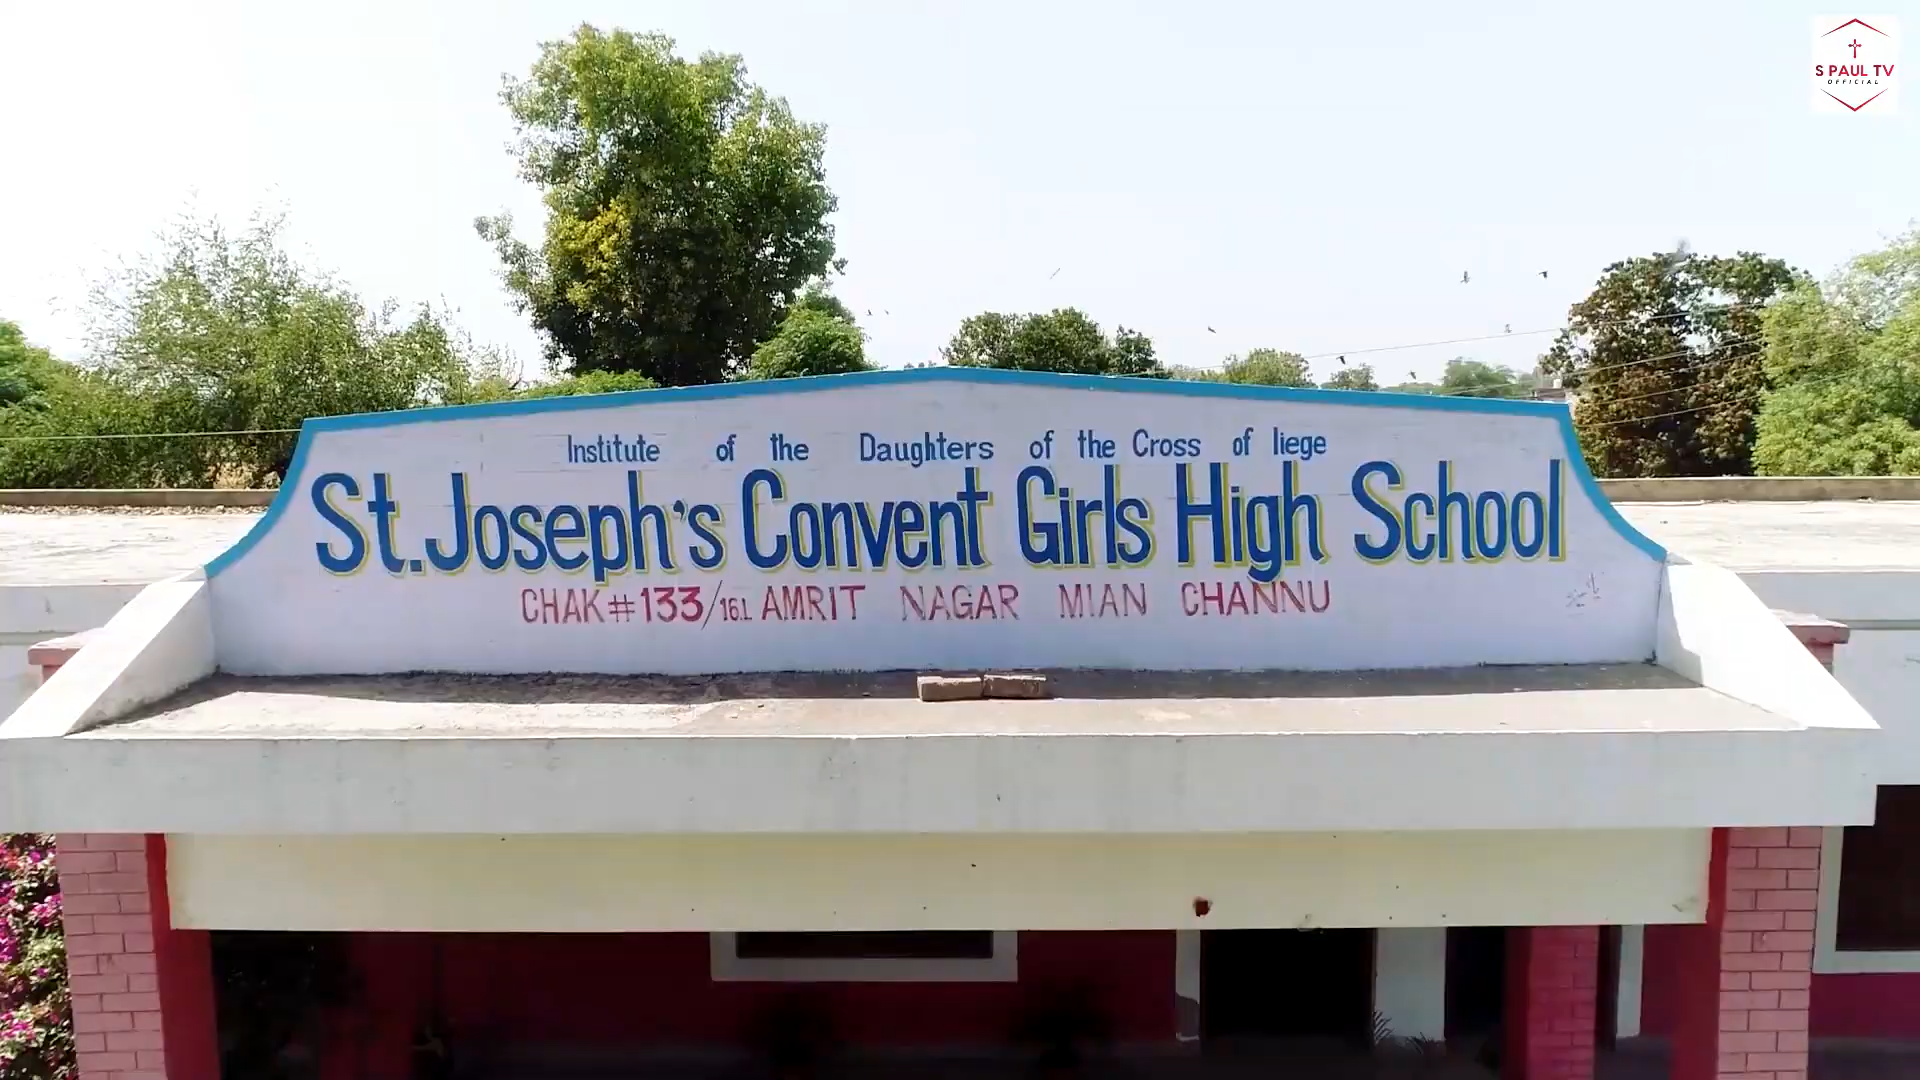 S PAUL TV
OFFICIAL
Institute of the Daughters of the Cross of liege
St. Joseph's Convent Girls High School
CHAK # 133/16L AMRIT NAGAR MIAN CHANNU